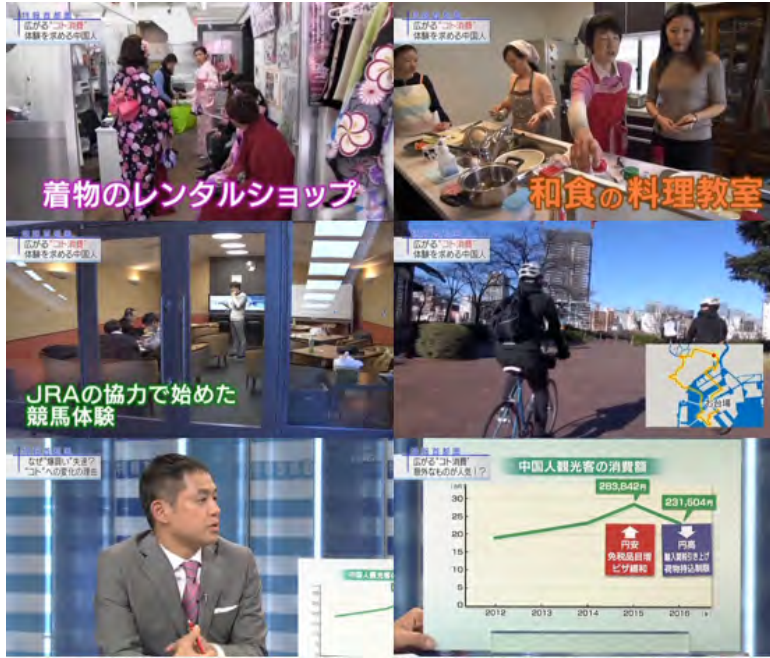 特報首都圏
広がる"コト消費"
体験を求める中国人
着物のレンタルショップ
広がる"コト消費"
体験を求める中国人
和食の料理教室
広がる"コト消費"
体験を求める中国人
JRAの協力で始めた
競馬体験
広がる"コト消費"
体験を求める中国人
お台場
なぜ"爆買い"失速?
"コト"への変化の理由
中国人観光客の
広がる"コト消費"
意外なものが人気!?
中国人観光客の消費額
283,842円
231,504円
30
25
20
15
10
5
0
円安
免税品目増
ビザ緩和
円高
輸入関税引き上げ
荷物持込制限
2012
2013
2014
2015
2016